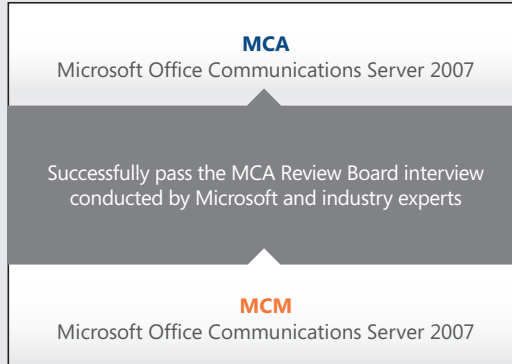 MCA
Microsoft Office Communications Server 2007
Successfully pass the MCA Review Board interview
conducted by Microsoft and industry experts
MCM
Microsoft Office Communications Server 2007